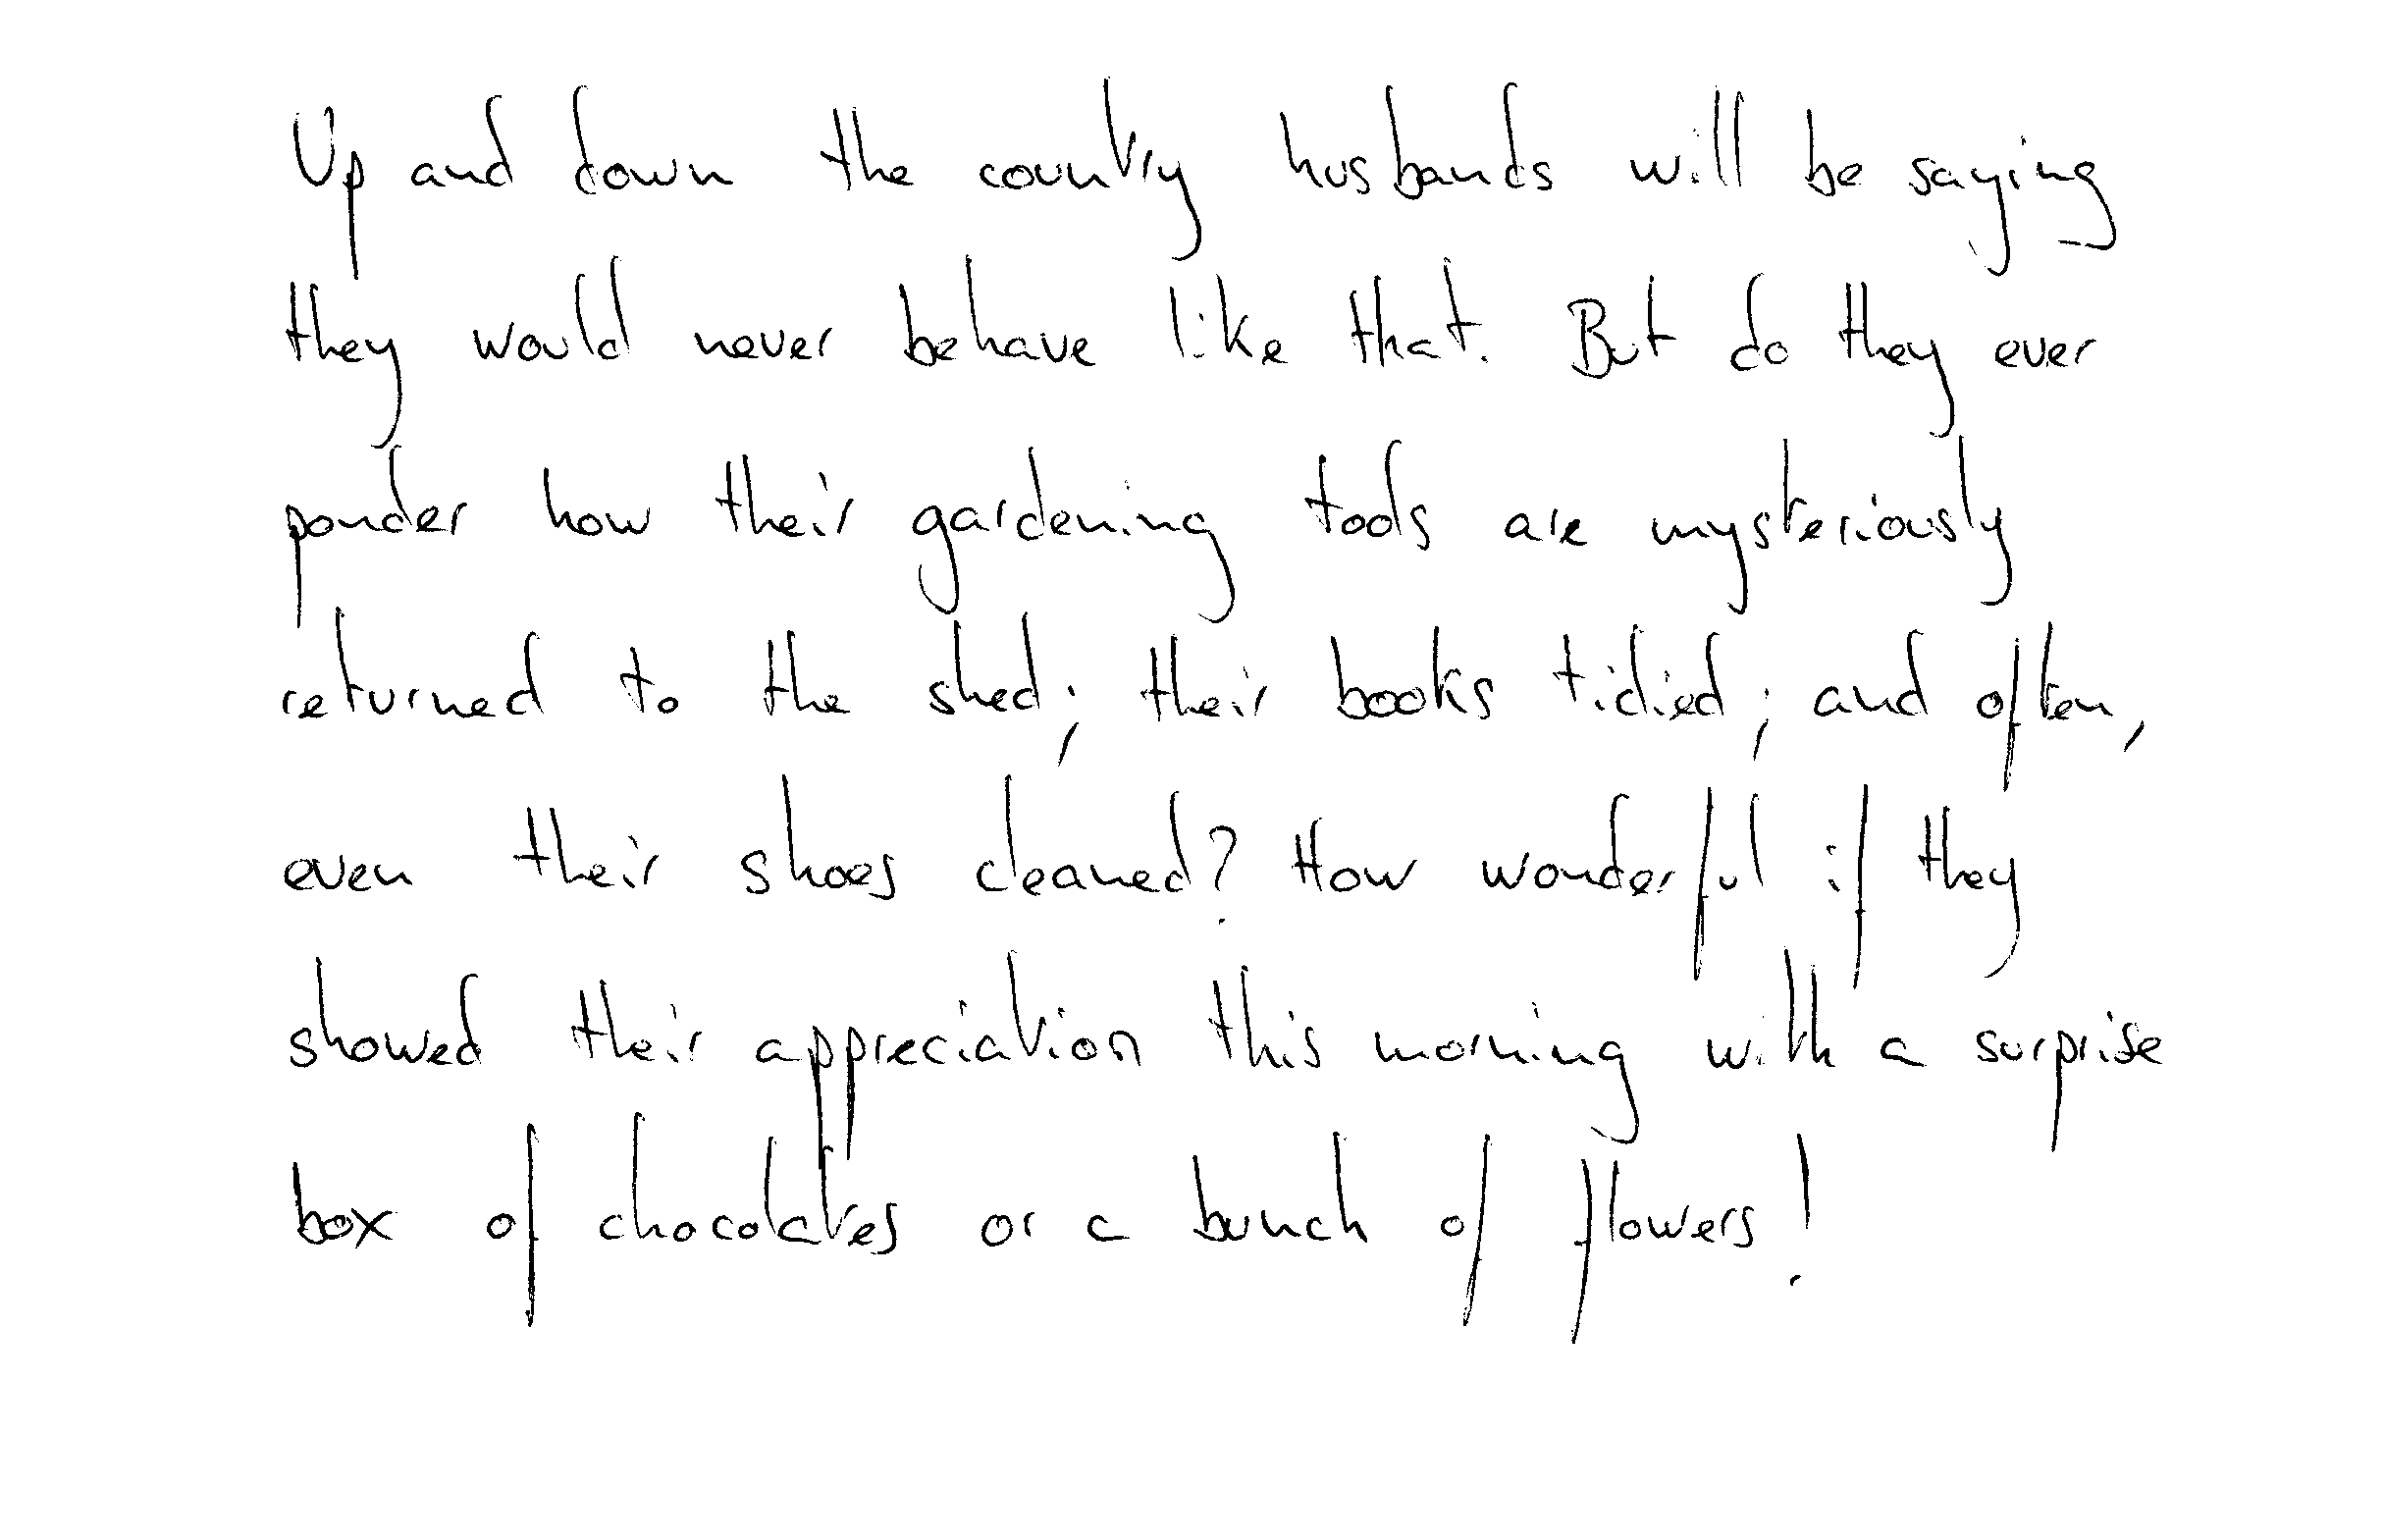 Up and down the country husbands will be saying
they would never behave like that. But do they ever
ponder how their gardening tools are mysteriously
returned to the shed; their books tidied; and often,
even their shoes cleaned? How wonderful if they
showed their appreciation this morning with a surprise
box of chocolates or a bunch of flowers!